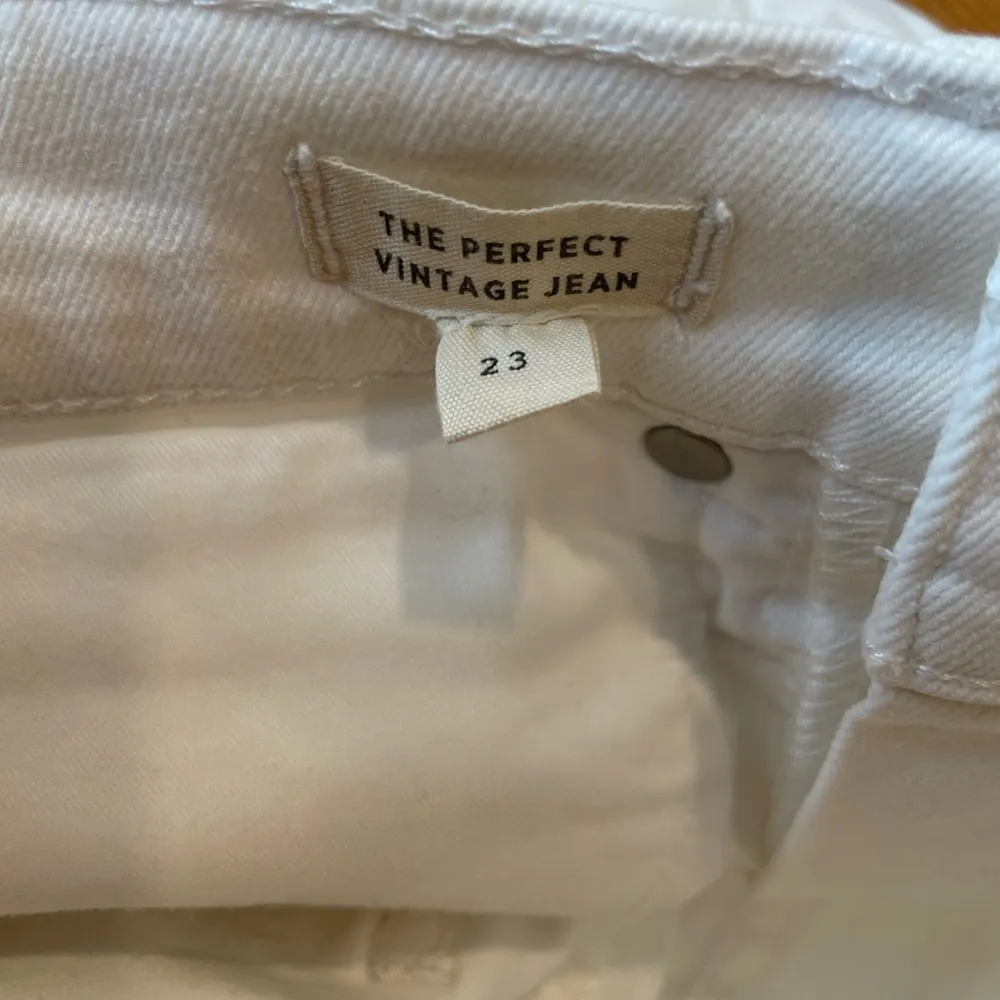 THE PERFECT
VINTAGE JEAN
23